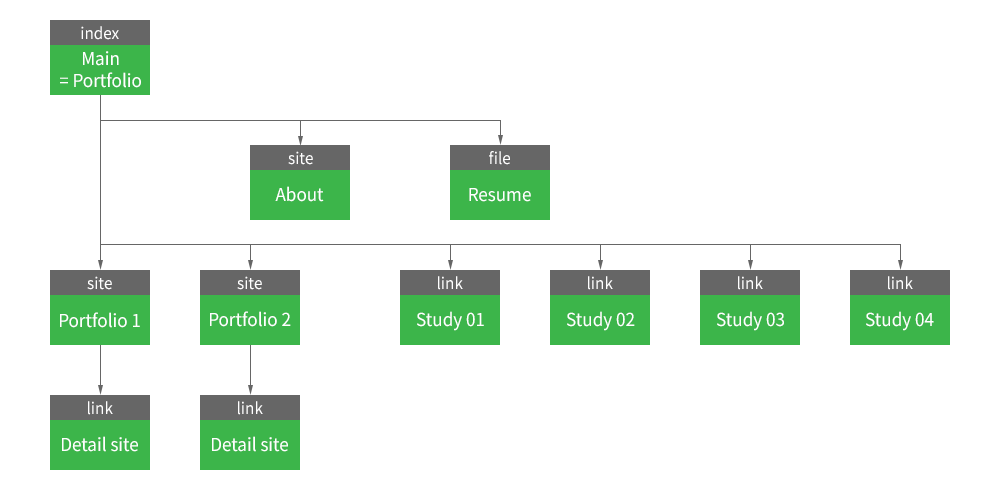 index
Main
= Portfolio
site
About
file
Resume
site
Portfolio 1
site
Portfolio 2
link
Study 01
link
Study 02
link
Study 03
link
Study 04
link
Detail site
link
Detail site